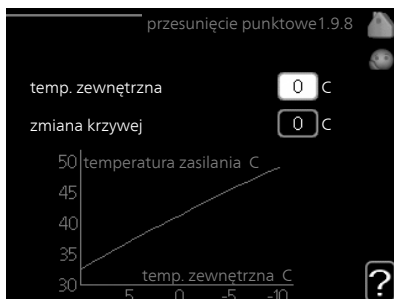 przesunięcie punktowe1.9.8
temp. zewnętrzna 0 C
zmiana krzywej 0 C
50 temperatura zasilania C
45
40
35
temp. zewnętrzna C
30
5 0 -5 -10
?